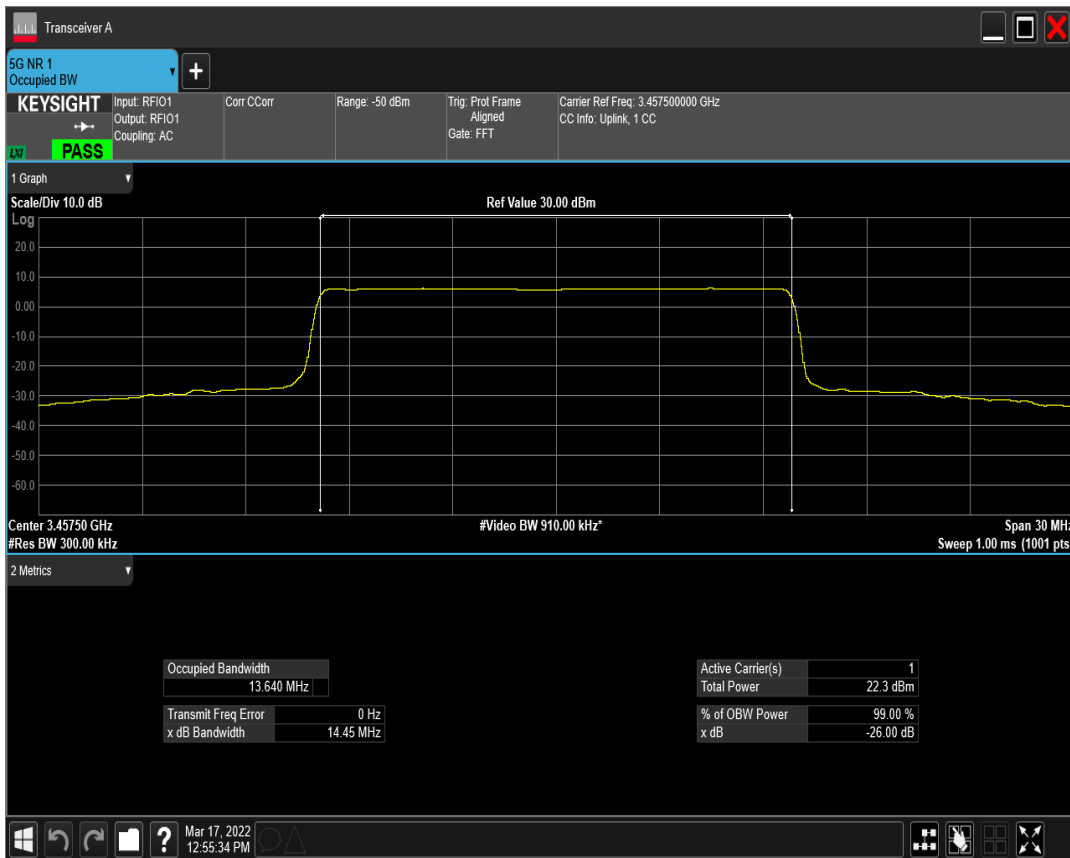 Transceiver A
5G NR 1
Occupied BW
KEYSIGHT
LXI
PASS
Input: RFIO1
Output: RFIO1
Coupling: AC
Corr CCorr
Range: -50 dBm
Trig: Prot Frame
Aligned
Gate: FFT
Carrier Ref Freq: 3.457500000 GHz
CC Info: Uplink, 1 CC
1 Graph
Scale/Div 10.0 dB
Ref Value 30.00 dBm
Log
20.0
10.0
0.00
-10.0
-20.0
-30.0
-40.0
-50.0
-60.0
Center 3.45750 GHz
#Video BW 910.00 kHz*
Span 30 MHz
#Res BW 300.00 kHz
Sweep 1.00 ms (1001 pts
2 Metrics
Occupied Bandwidth
13.640 MHz
Transmit Freq Error 0 Hz
x dB Bandwidth 14.45 MHz
Active Carrier(s) 1
Total Power 22.3 dBm
% of OBW Power 99.00 %
x dB -26.00 dB
Mar 17, 2022
12:55:34 PM